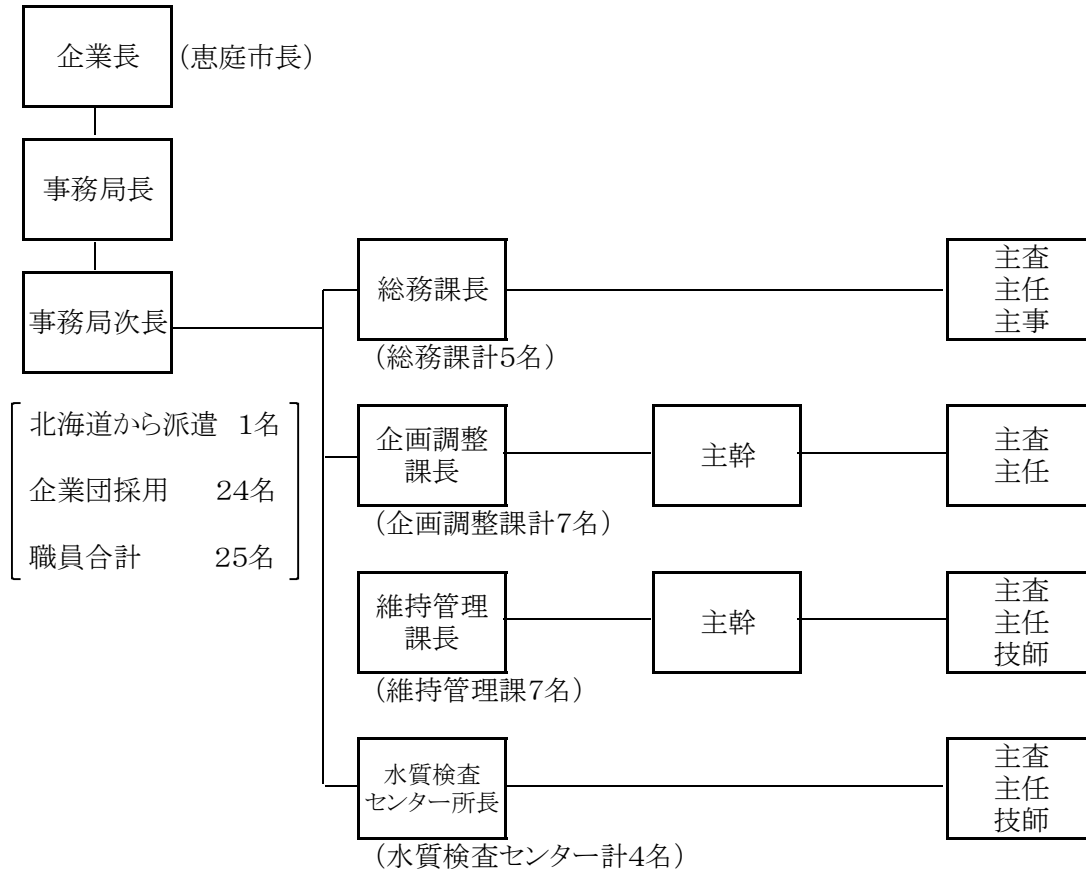 企業長
(恵庭市長)
事務局長
事務局次長
北海道から派遣 1名
企業団採用 24名
職員合計 25名
総務課長
(総務課計5名)
主査
主任
主事
企画調整
課長
(企画調整課計7名)
主幹
主査
主任
維持管理
課長
(維持管理課7名)
主幹
主査
主任
技師
水質検査
センター所長
(水質検査センター計4名)
主査
主任
技師